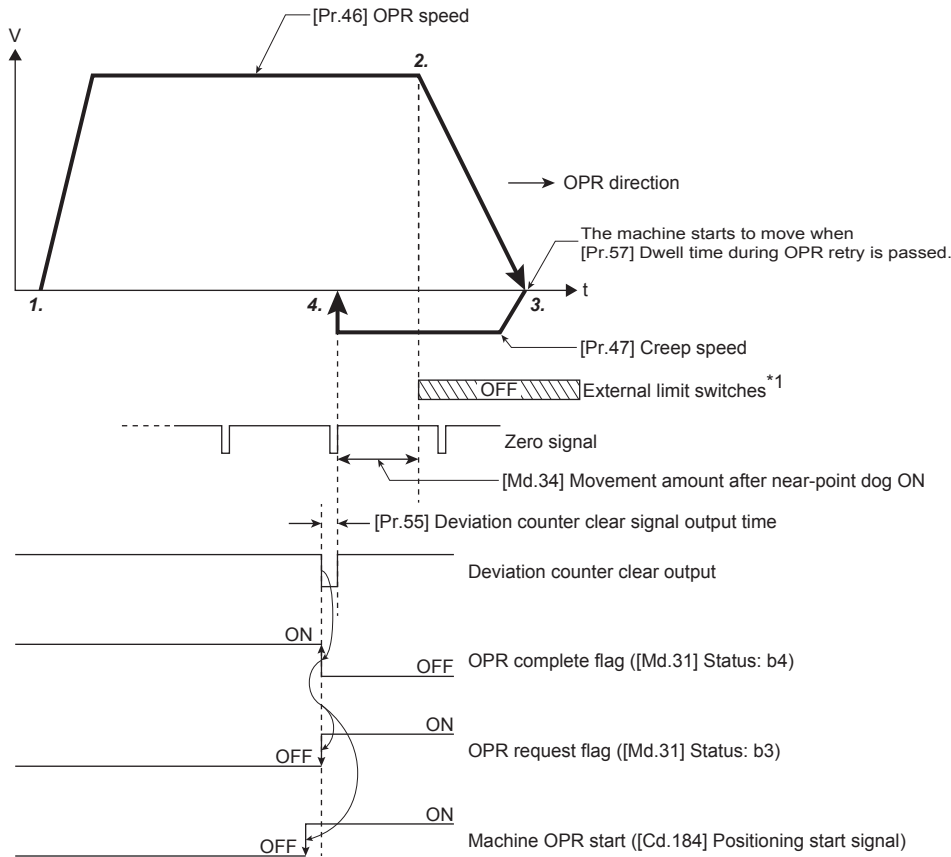 [Pr.46] OPR speed
V
2.
OPR direction
The machine starts to move when
[Pr.57] Dwell time during OPR retry is passed.
1.
4.
3.
t
[Pr.47] Creep speed
OFF
External limit switches*1
Zero signal
[Md.34] Movement amount after near-point dog ON
[Pr.55] Deviation counter clear signal output time
Deviation counter clear output
ON
OFF
OPR complete flag ([Md.31] Status: b4)
ON
OFF
OPR request flag ([Md.31] Status: b3)
ON
OFF
Machine OPR start ([Cd.184] Positioning start signal)